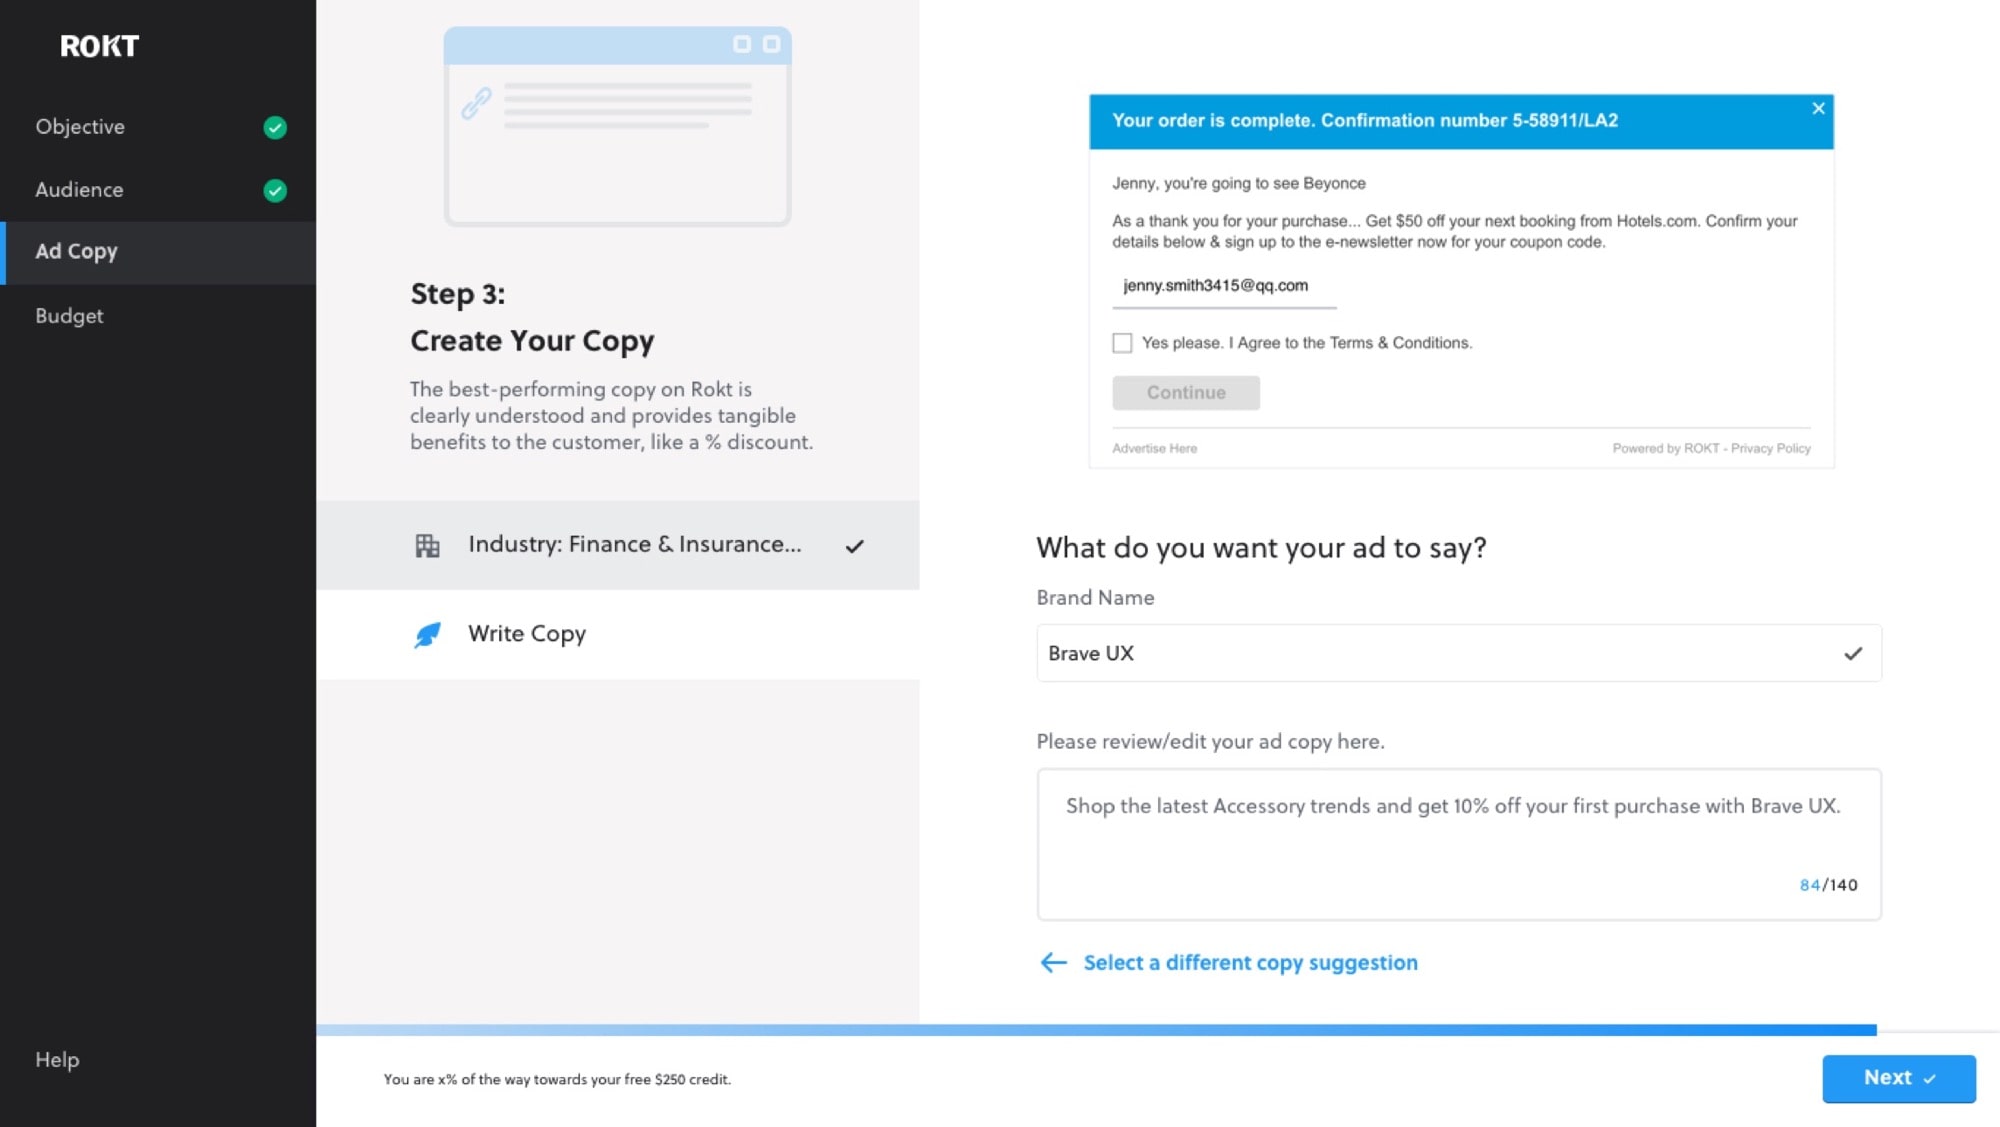 ROKT
Objective
Audience
Ad Copy
Budget
Help
Step 3:
Create Your Copy
The best-performing copy on Rokt is
clearly understood and provides tangible
benefits to the customer, like a % discount.
Industry: Finance & Insurance...
Write Copy
Your order is complete. Confirmation number 5-58911/LA2
Jenny, you're going to see Beyonce
As a thank you for your purchase... Get $50 off your next booking from Hotels.com. Confirm your
details below & sign up to the e-newsletter now for your coupon code.
jenny.smith3415@qq.com
Yes please. I Agree to the Terms & Conditions.
Continue
Advertise Here
Powered by ROKT - Privacy Policy
What do you want your ad to say?
Brand Name
Brave UX
Please review/edit your ad copy here.
Shop the latest Accessory trends and get 10% off your first purchase with Brave UX.
84/140
Select a different copy suggestion
You are x% of the way towards your free $250 credit.
Next